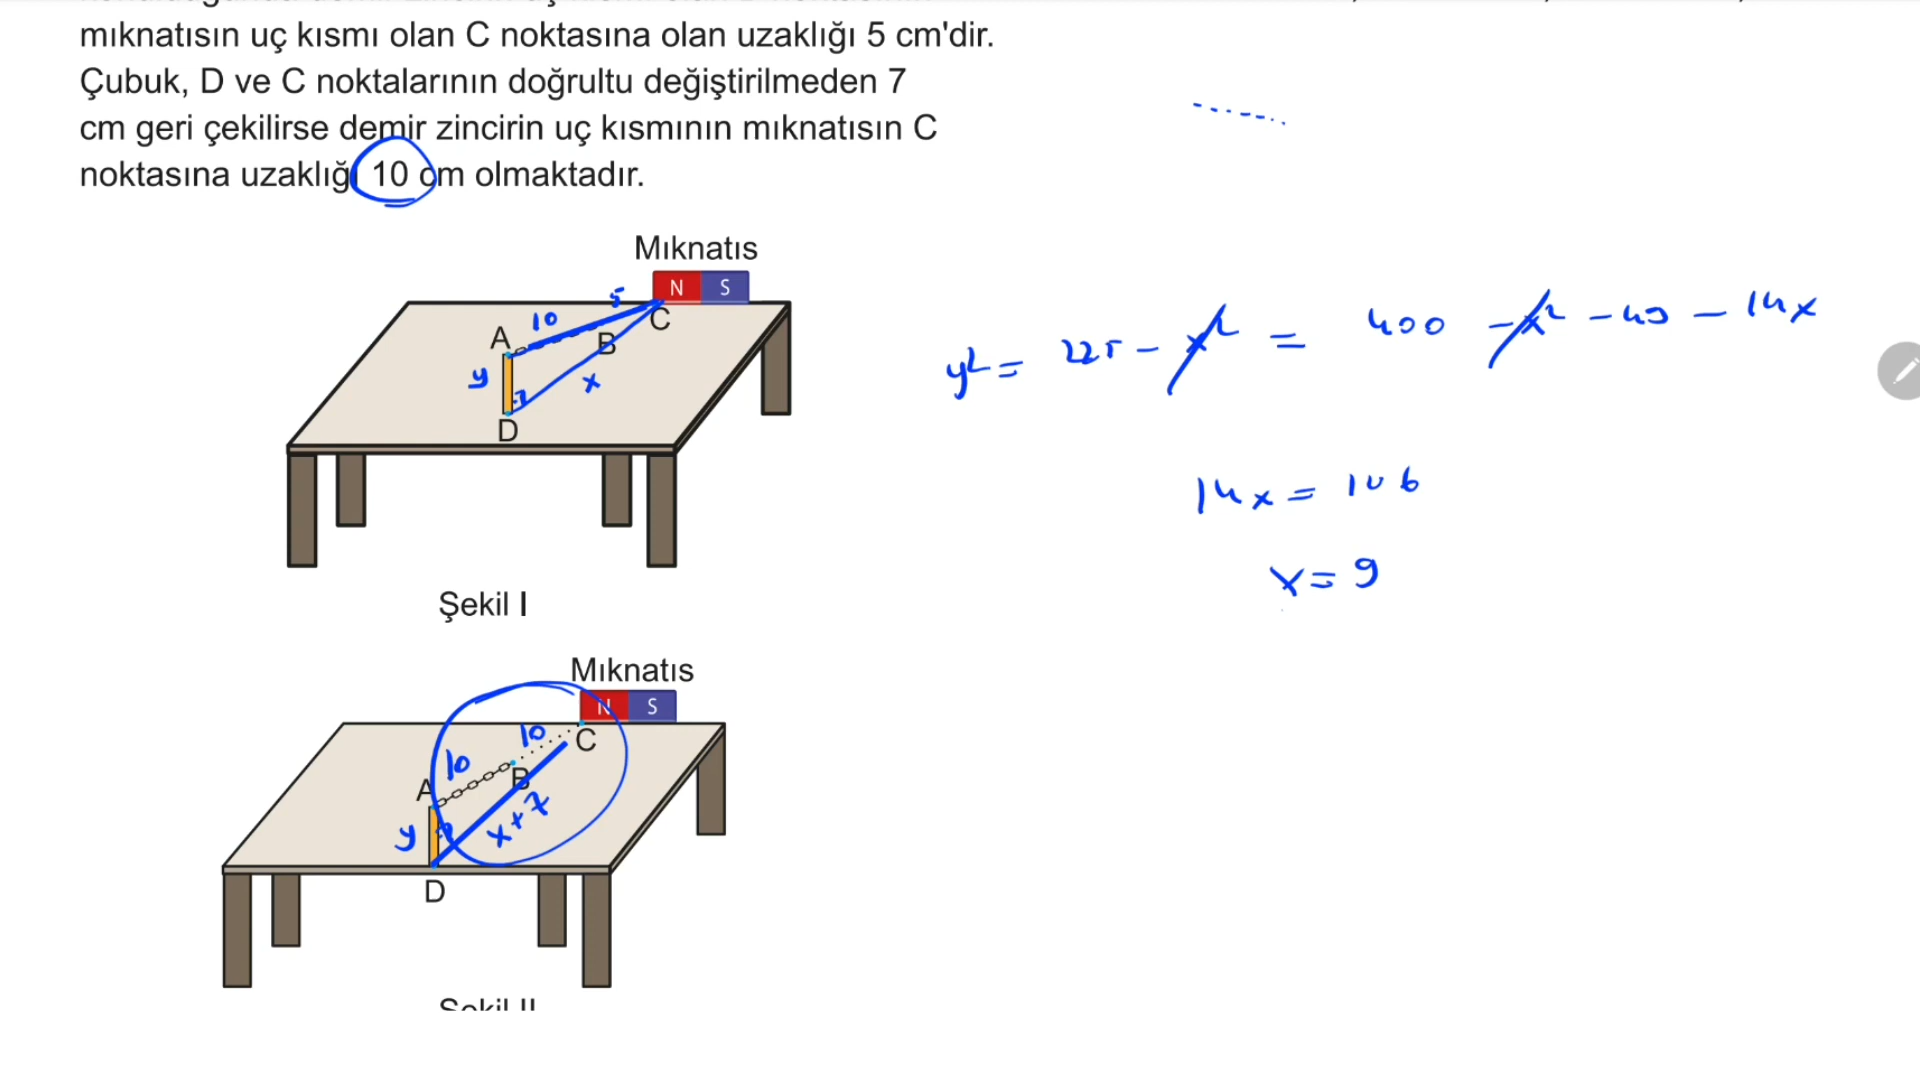 mıknatısın uç kısmı olan C noktasına olan uzaklığı 5 cm'dir.
Çubuk, D ve C noktalarının doğrultu değiştirilmeden 7
cm geri çekilirse demir zincirin uç kısmının mıknatısın C
noktasına uzaklığı 10 cm olmaktadır.
Mıknatıs
N S
5
C
10
A
B
y
x
D
y² = 225 - x² = 400 - x² - 49 - 14x
14x = 126
x = 9
Şekil I
Mıknatıs
N S
10
C
10
A
B
x+7
y
D
Şekil II